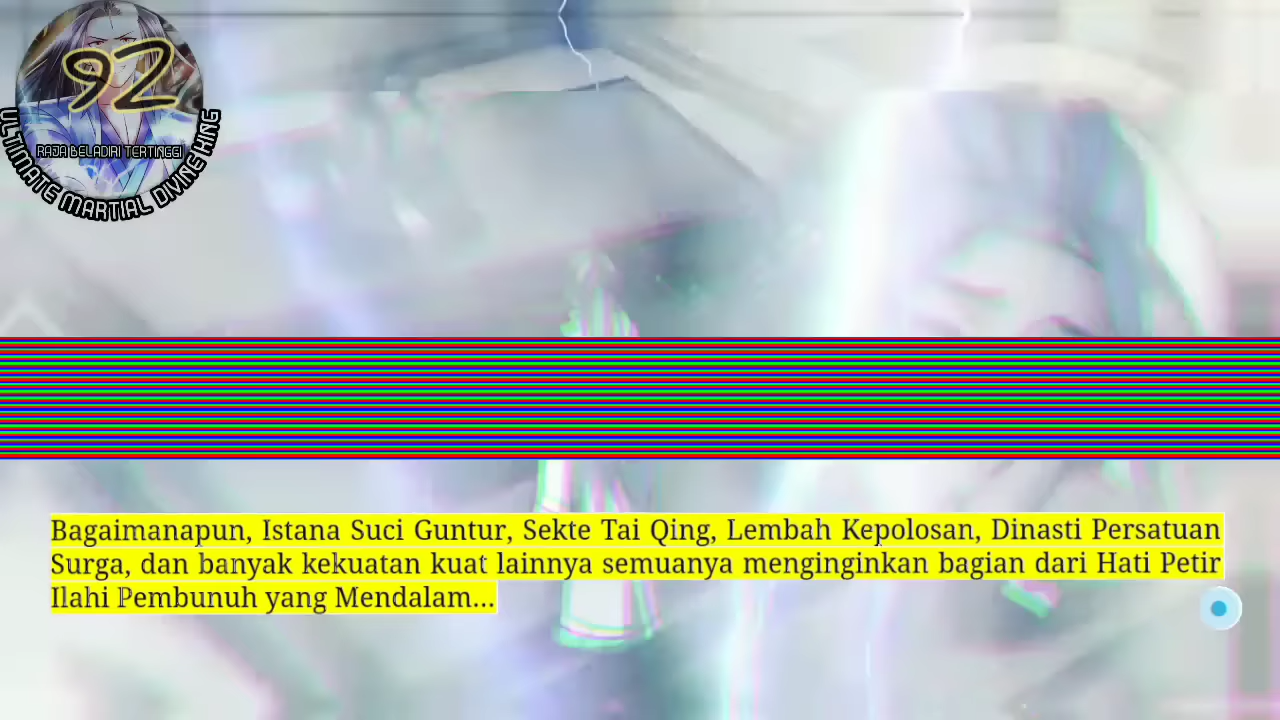 92
RAJA BELADIRI TERTINGGI
ULTIMATE MARTIAL DIVINE KING
Bagaimanapun, Istana Suci Guntur, Sekte Tai Qing, Lembah Kepolosan, Dinasti Persatuan
Surga, dan banyak kekuatan kuat lainnya semuanya menginginkan bagian dari Hati Petir
Ilahi Pembunuh yang Mendalam...